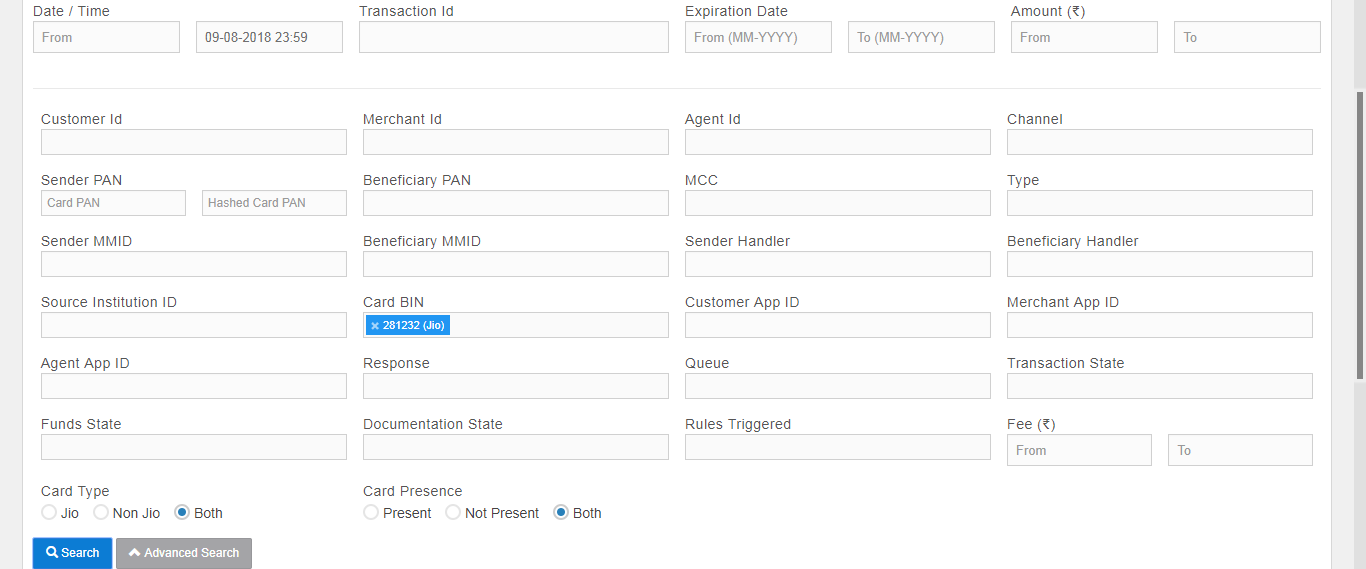 Date / Time Transaction Id Expiration Date Amount (₹)
From 09-08-2018 23:59 From (MM-YYYY) To (MM-YYYY) From To
Customer Id Merchant Id Agent Id Channel
Sender PAN Beneficiary PAN MCC Type
Card PAN Hashed Card PAN
Sender MMID Beneficiary MMID Sender Handler Beneficiary Handler
Source Institution ID Card BIN Customer App ID Merchant App ID
× 281232 (Jio)
Agent App ID Response Queue Transaction State
Funds State Documentation State Rules Triggered Fee (₹)
From To
Card Type Card Presence
Jio Non Jio Both Present Not Present Both
Search Advanced Search